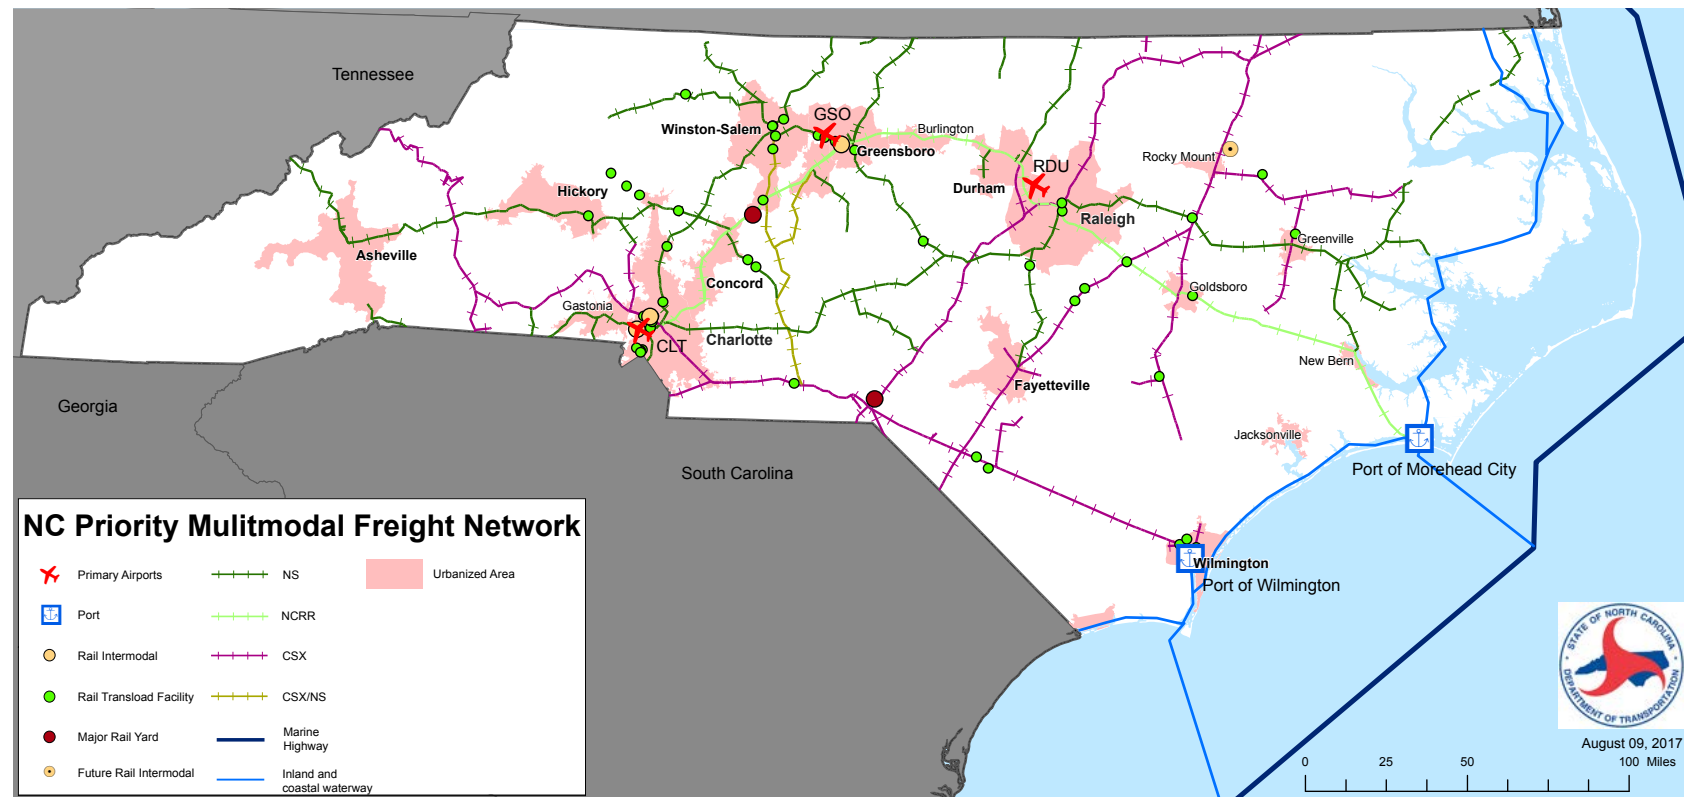 Tennessee
Winston-Salem
GSO
Greensboro
Burlington
Durham
RDU
Raleigh
Rocky Mount
Hickory
Asheville
Greenville
Concord
Goldsboro
Gastonia
Charlotte
CLT
New Bern
Fayetteville
Georgia
Jacksonville
South Carolina
Port of Morehead City
Wilmington
Port of Wilmington
NC Priority Mulitmodal Freight Network
Primary Airports
NS
Urbanized Area
Port
NCRR
Rail Intermodal
CSX
Rail Transload Facility
CSX/NS
Major Rail Yard
Marine
Highway
Future Rail Intermodal
Inland and
coastal waterway
STATE OF NORTH CAROLINA
DEPARTMENT OF TRANSPORTATION
August 09, 2017
0 25 50 100 Miles